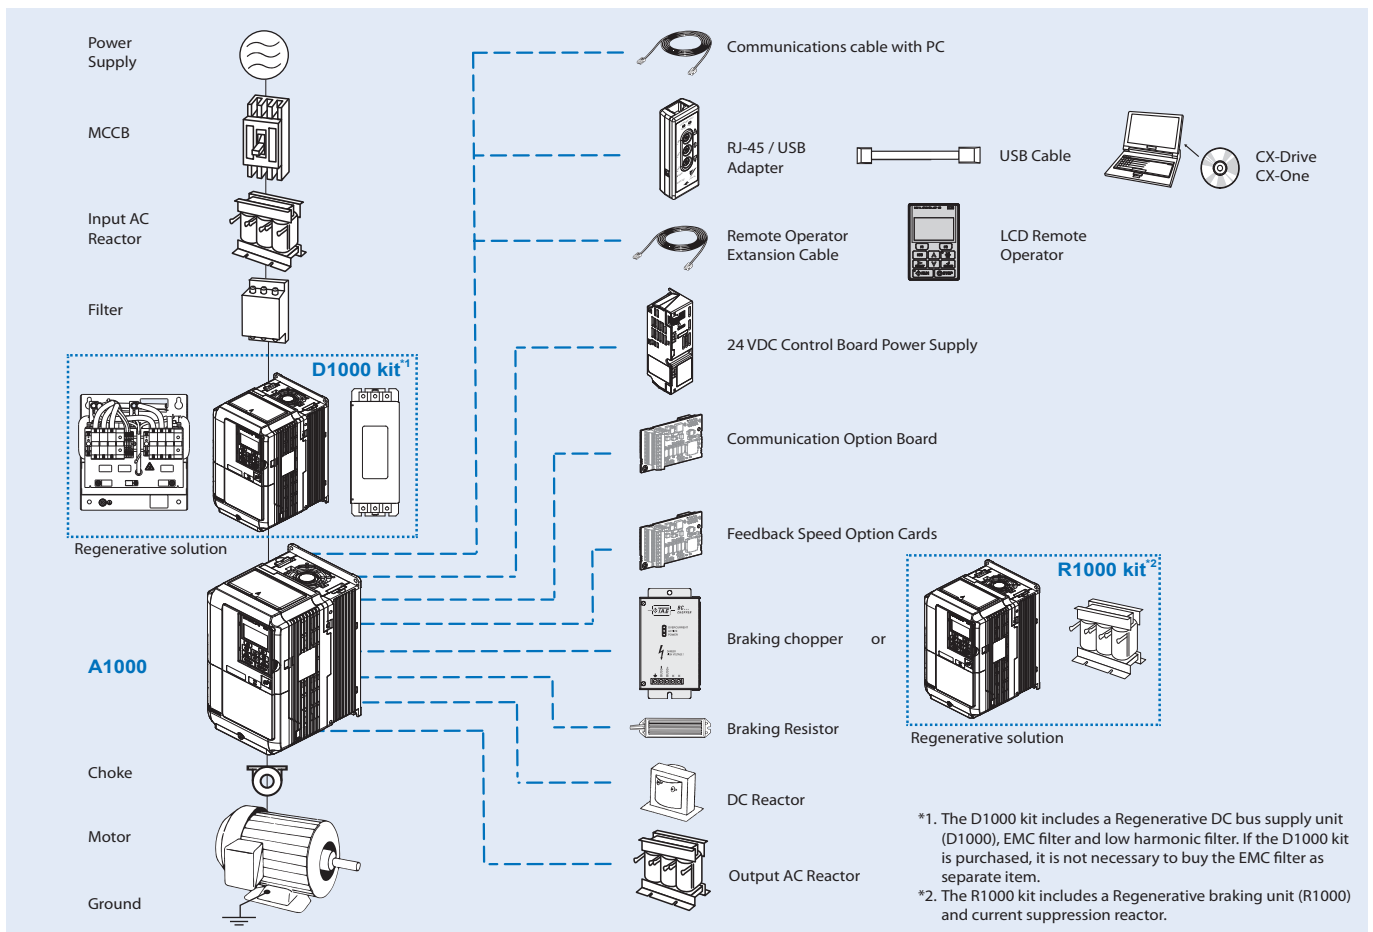 Power
Supply
MCCB
Input AC
Reactor
Filter
D1000 kit*1
Regenerative solution
A1000
Choke
Motor
Ground
Communications cable with PC
RJ-45 / USB
Adapter
USB Cable
CX-Drive
CX-One
Remote Operator
Extansion Cable
LCD Remote
Operator
24 VDC Control Board Power Supply
Communication Option Board
Feedback Speed Option Cards
Braking chopper or
R1000 kit*2
Regenerative solution
Braking Resistor
DC Reactor
Output AC Reactor
*1. The D1000 kit includes a Regenerative DC bus supply unit
(D1000), EMC filter and low harmonic filter. If the D1000 kit
is purchased, it is not necessary to buy the EMC filter as
separate item.
*2. The R1000 kit includes a Regenerative braking unit (R1000)
and current suppression reactor.